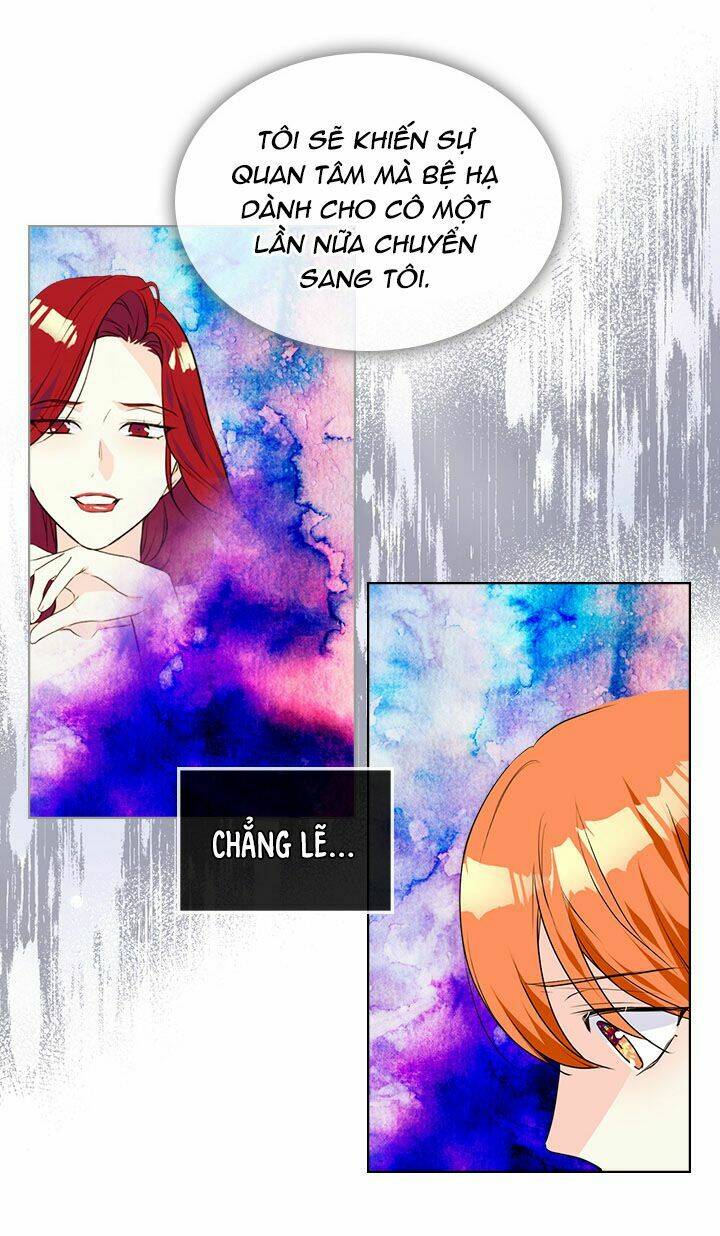 TÔI SẼ KHIẾN SỰ
QUAN TÂM MÀ BỆ HẠ
DÀNH CHO CÔ MỘT
LẦN NỮA CHUYỂN
SANG TÔI.
CHẲNG LẼ...